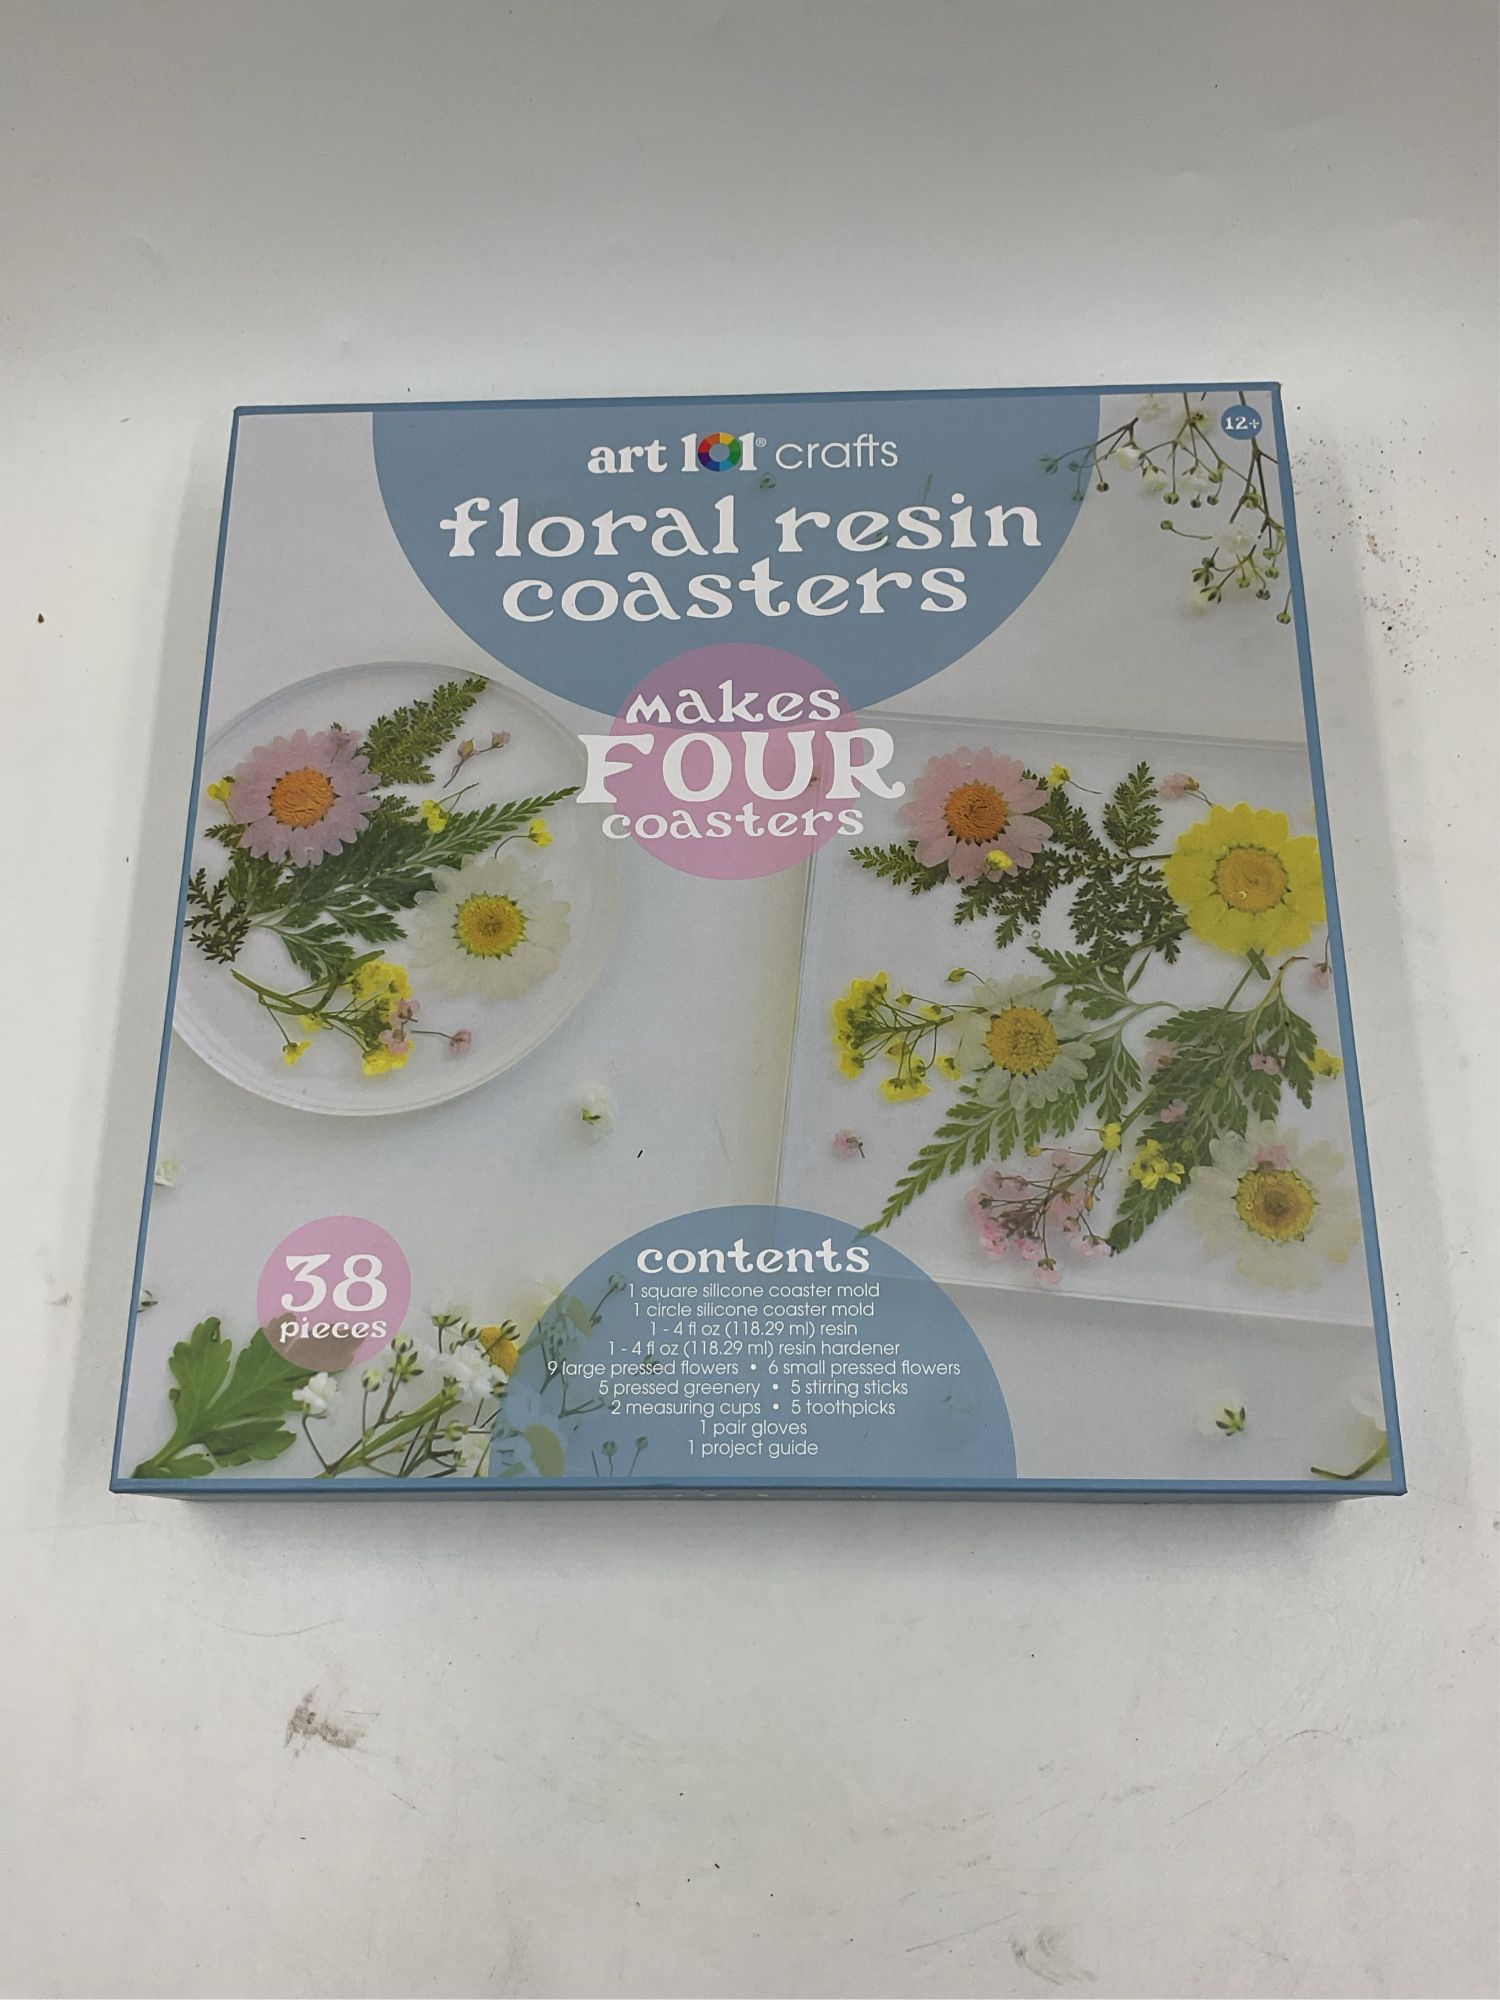 art 101® crafts
12+
floral resin
coasters
makes
FOUR
coasters
38
pieces
contents
1 square silicone coaster mold
1 circle silicone coaster mold
1 - 4 fl oz (118.29 ml) resin
1 - 4 fl oz (118.29 ml) resin hardener
9 large pressed flowers • 6 small pressed flowers
5 pressed greenery • 5 stirring sticks
2 measuring cups • 5 toothpicks
1 pair gloves
1 project guide